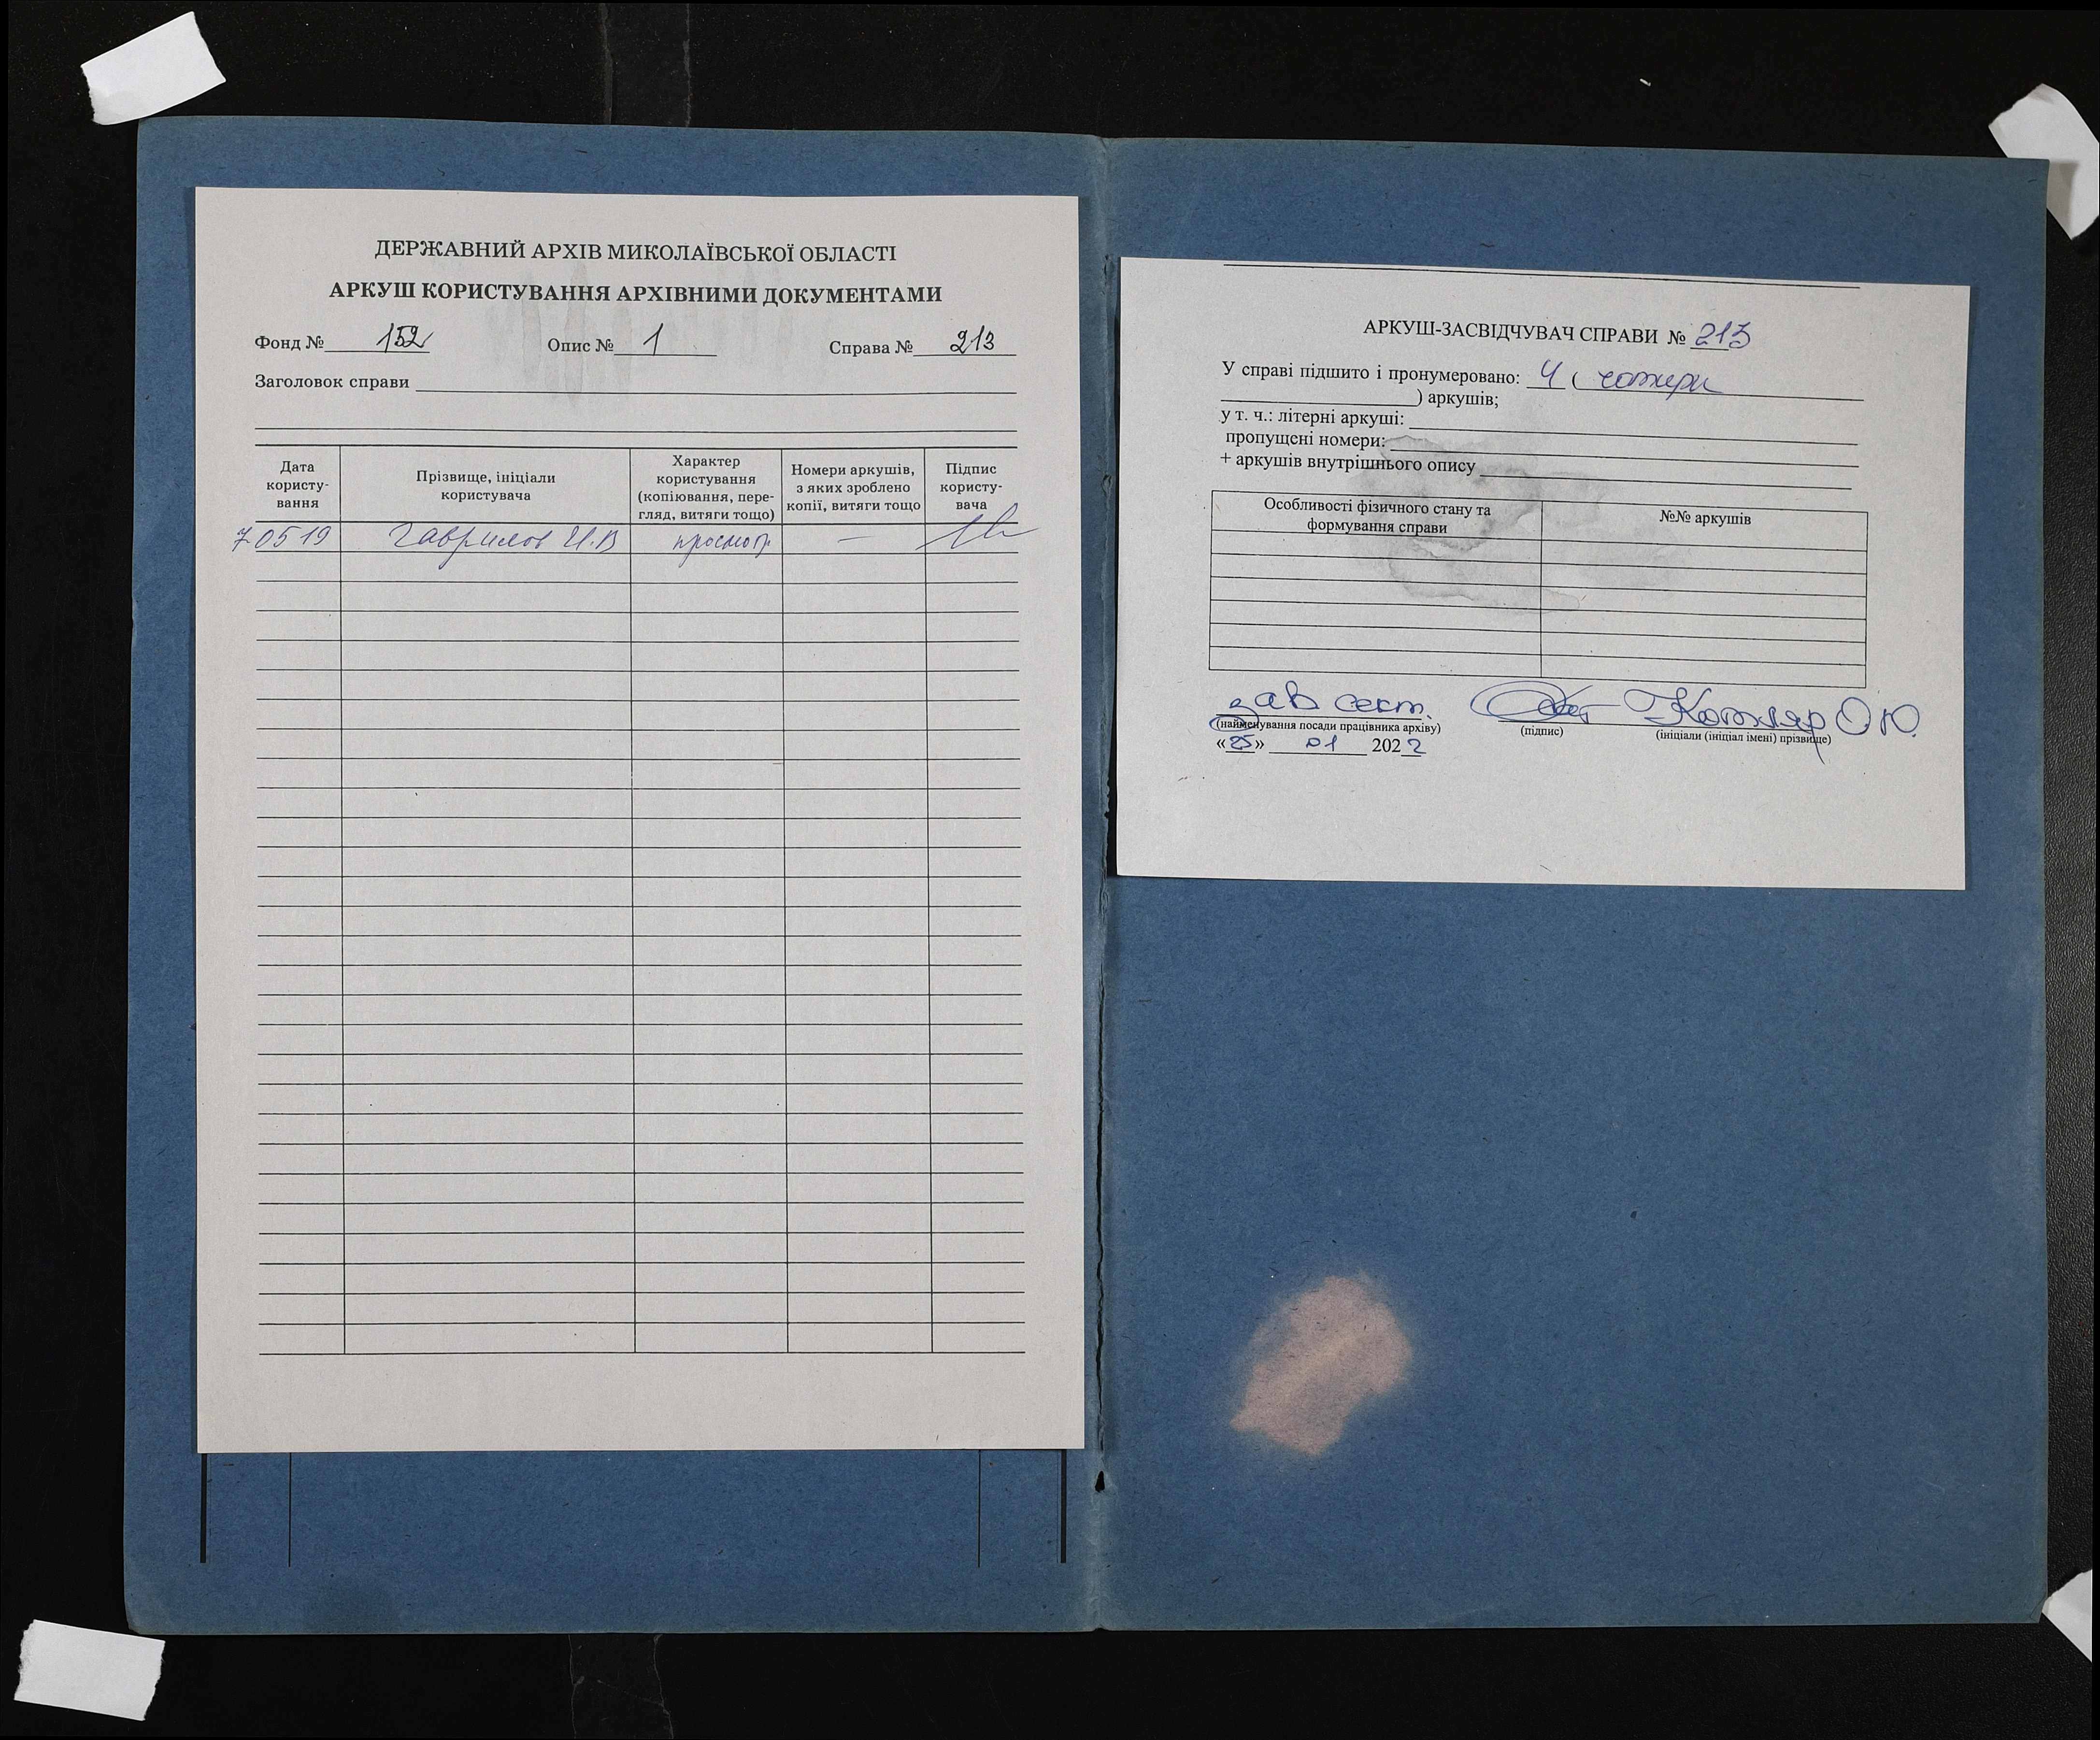 ДЕРЖАВНИЙ АРХІВ МИКОЛАЇВСЬКОЇ ОБЛАСТІ
АРКУШ КОРИСТУВАННЯ АРХІВНИМИ ДОКУМЕНТАМИ
Фонд № 152 Опис № 1 Справа № 213
Заголовок справи
Дата користу-вання
Прізвище, ініціали користувача
Характер користування (копіювання, пере-гляд, витяги тощо)
Номери аркушів, з яких зроблено копії, витяги тощо
Підпис користу-вача
7 05 19 Гаврилов И.В просмотр. —
АРКУШ-ЗАСВІДЧУВАЧ СПРАВИ № 213
У справі підшито і пронумеровано: 4 ( чотири
) аркушів;
у т. ч.: літерні аркуші:
пропущені номери:
+ аркушів внутрішнього опису
Особливості фізичного стану та формування справи
№№ аркушів
зав сект. Котляр О.Ю.
(найменування посади працівника архіву) (підпис) (ініціали (ініціал імені) прізвище)
«25» 01 2022